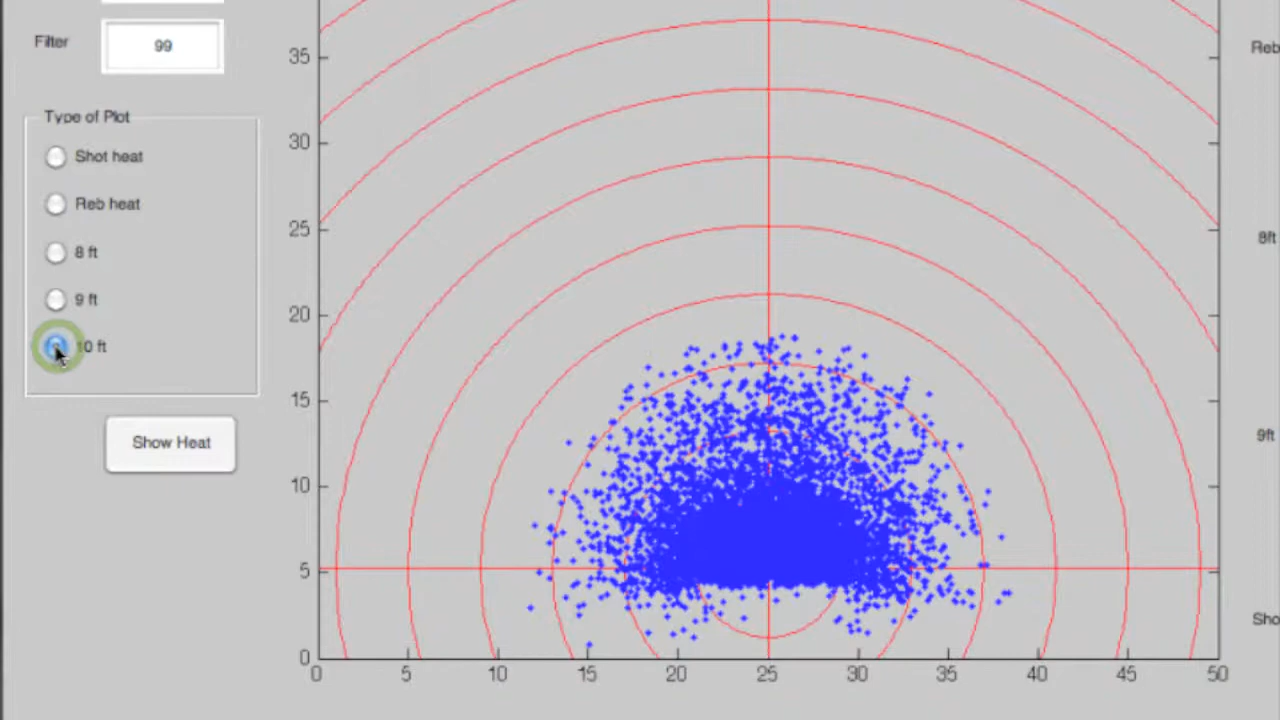 Filter
99
Type of Plot
Shot heat
Reb heat
8 ft
9 ft
10 ft
Show Heat
35
30
25
20
15
10
5
0
0 5 10 15 20 25 30 35 40 45 50
Reb
8ft
9ft
Sho